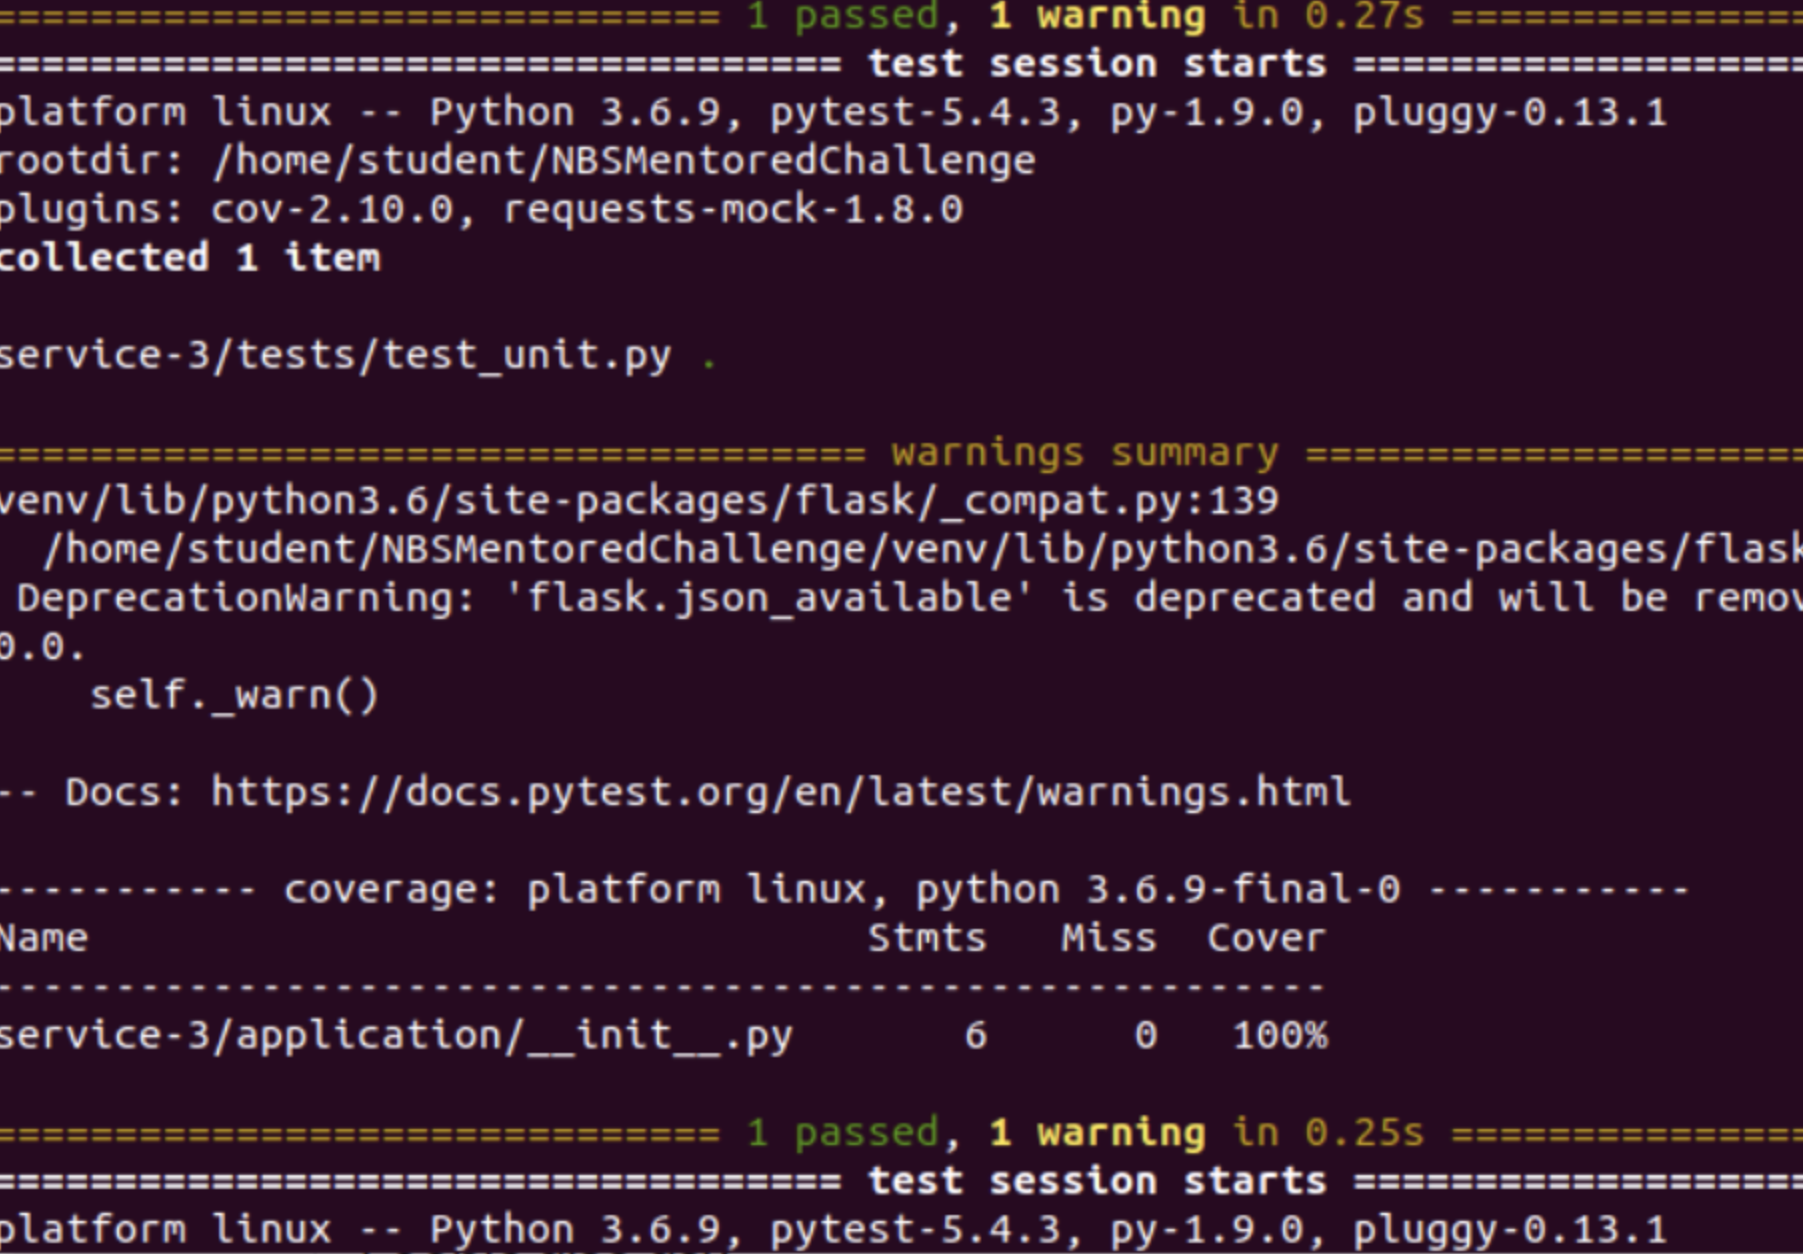 ============================== 1 passed, 1 warning in 0.27s ===============
=================================== test session starts ===================
platform linux -- Python 3.6.9, pytest-5.4.3, py-1.9.0, pluggy-0.13.1
rootdir: /home/student/NBSMentoredChallenge
plugins: cov-2.10.0, requests-mock-1.8.0
collected 1 item
service-3/tests/test_unit.py .
==================================== warnings summary =====================
venv/lib/python3.6/site-packages/flask/_compat.py:139
/home/student/NBSMentoredChallenge/venv/lib/python3.6/site-packages/flask
DeprecationWarning: 'flask.json_available' is deprecated and will be remov
0.0.
self._warn()
-- Docs: https://docs.pytest.org/en/latest/warnings.html
----------- coverage: platform linux, python 3.6.9-final-0 -----------
Name Stmts Miss Cover
-------------------------------------------------------
service-3/application/__init__.py 6 0 100%
============================== 1 passed, 1 warning in 0.25s ===============
=================================== test session starts ===================
platform linux -- Python 3.6.9, pytest-5.4.3, py-1.9.0, pluggy-0.13.1